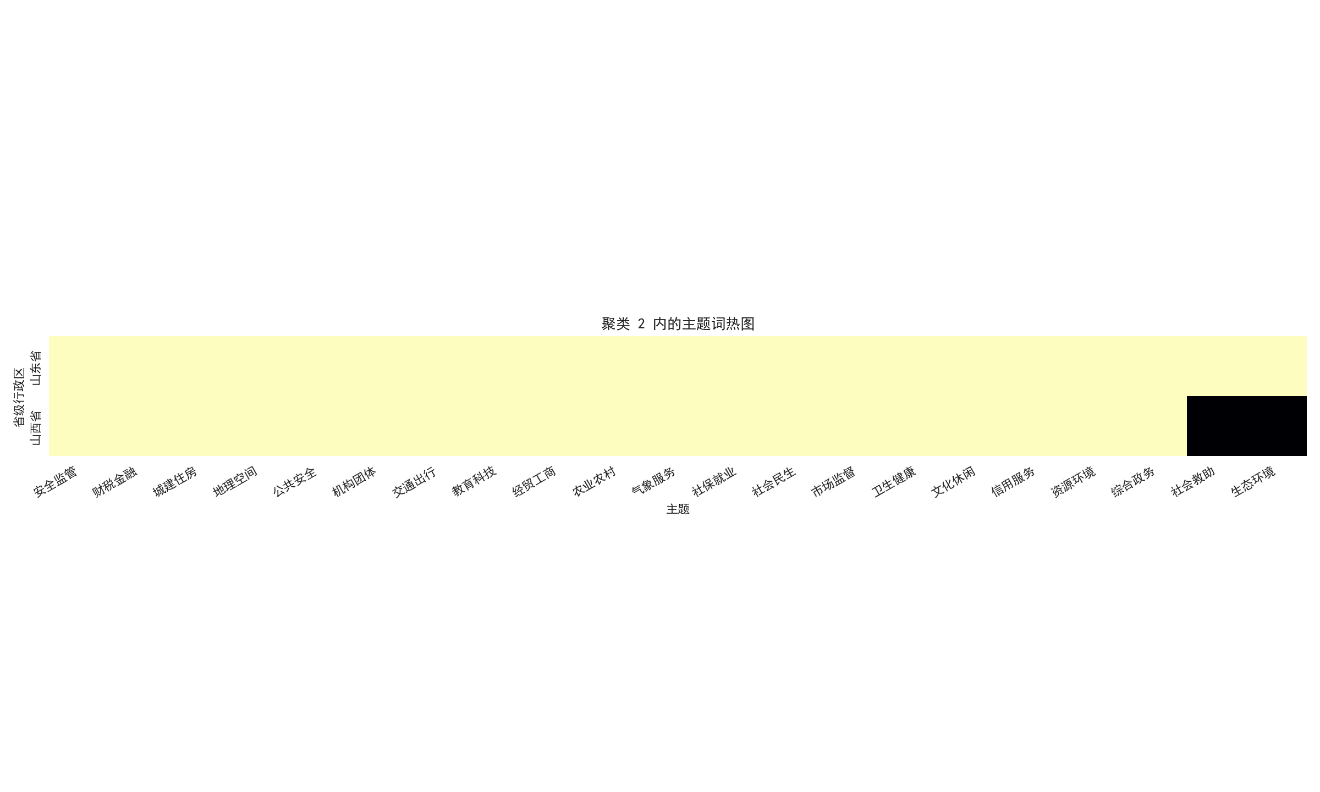 聚类 2 内的主题词热图
省级行政区
山东省
山西省
安全监管
财税金融
城建住房
地理空间
公共安全
机构团体
交通出行
教育科技
经贸工商
农业农村
气象服务
社保就业
社会民生
市场监督
卫生健康
文化休闲
信用服务
资源环境
综合政务
社会救助
生态环境
主题